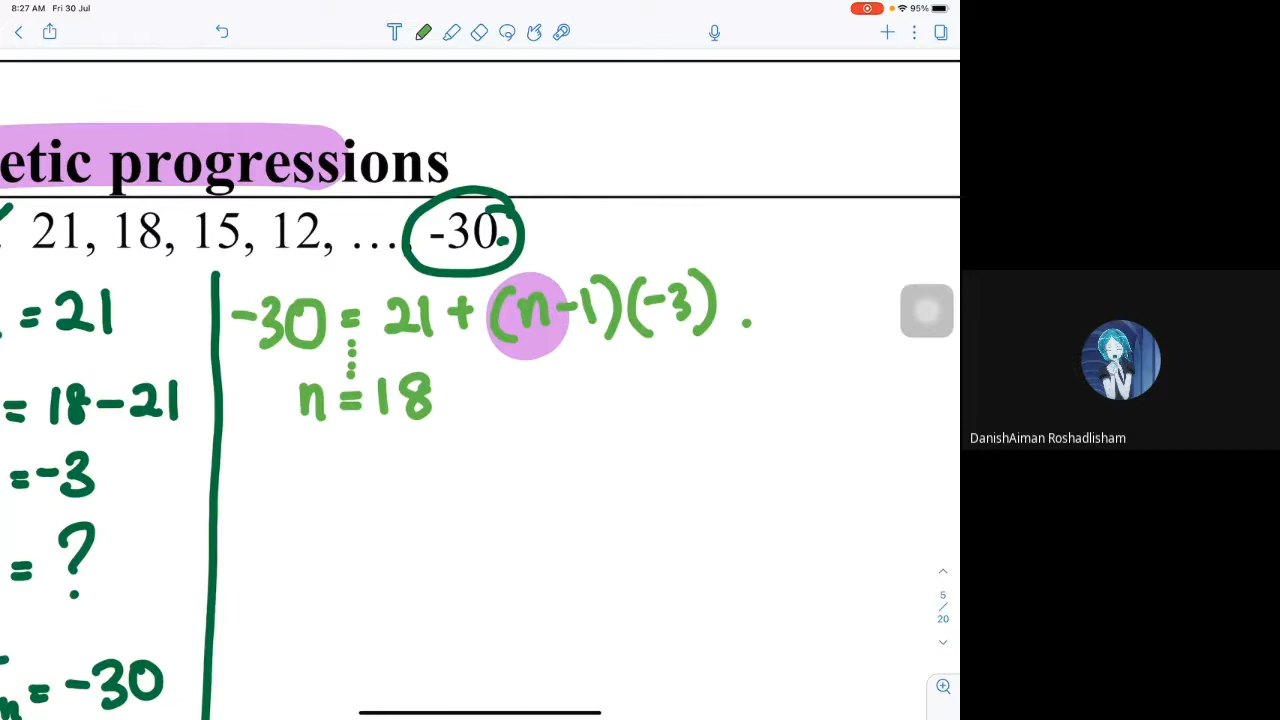 8:27 AM Fri 30 Jul
95%
etic progressions
21, 18, 15, 12, …, -30.
= 21
= 18 - 21
= -3
= ?
n = -30
-30 = 21 + (n-1)(-3).
n = 18
5
/
20
DanishAiman Roshadlisham